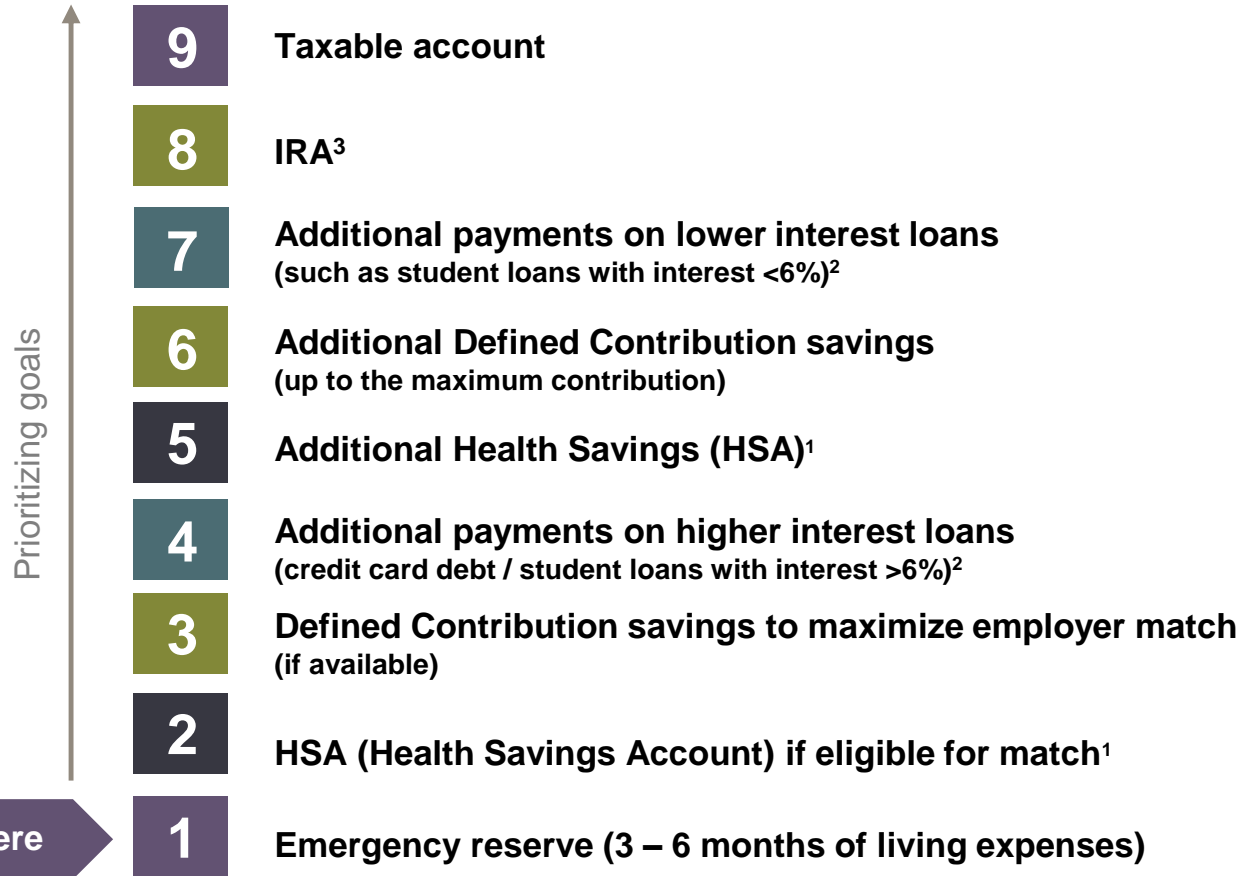 9 Taxable account
8 IRA³
7 Additional payments on lower interest loans
(such as student loans with interest <6%)²
6 Additional Defined Contribution savings
(up to the maximum contribution)
5 Additional Health Savings (HSA)¹
4 Additional payments on higher interest loans
(credit card debt / student loans with interest >6%)²
3 Defined Contribution savings to maximize employer match
(if available)
2 HSA (Health Savings Account) if eligible for match¹
1 Emergency reserve (3 – 6 months of living expenses)
Prioritizing goals
ere